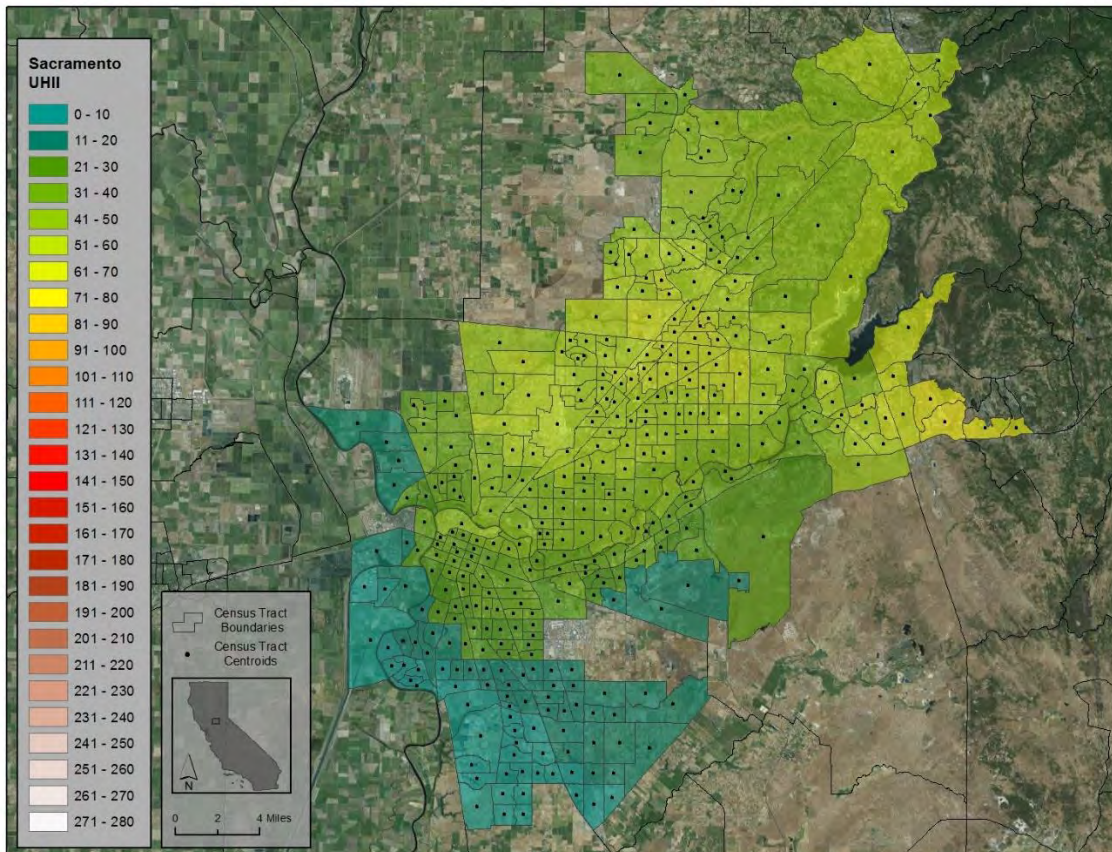 Sacramento
UHII
0 - 10
11 - 20
21 - 30
31 - 40
41 - 50
51 - 60
61 - 70
71 - 80
81 - 90
91 - 100
101 - 110
111 - 120
121 - 130
131 - 140
141 - 150
151 - 160
161 - 170
171 - 180
181 - 190
191 - 200
201 - 210
211 - 220
221 - 230
231 - 240
241 - 250
251 - 260
261 - 270
271 - 280
Census Tract
Boundaries
Census Tract
Centroids
N
0 2 4 Miles